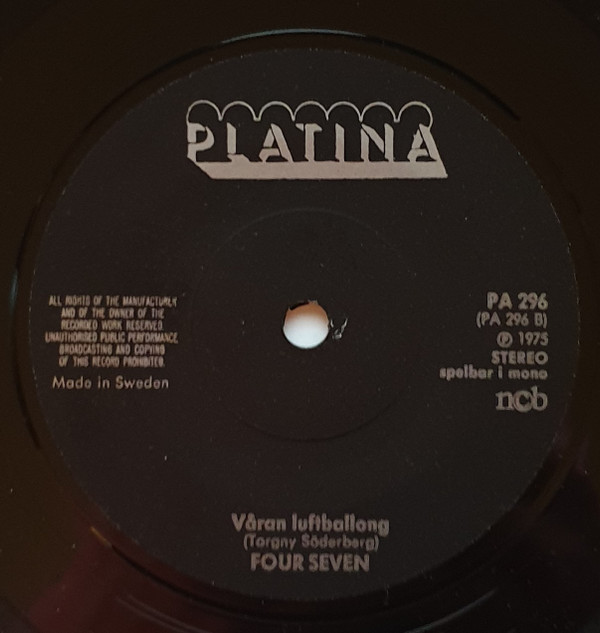 PLATINA
ALL RIGHTS OF THE MANUFACTURER
AND OF THE OWNER OF THE
RECORDED WORK RESERVED.
UNAUTHORISED PUBLIC PERFORMANCE
BROADCASTING AND COPYING
OF THIS RECORD PROHIBITED.
Made in Sweden
PA 296
(PA 296 B)
℗ 1975
STEREO
spelbar i mono
ncb
Våran luftballong
(Torgny Söderberg)
FOUR SEVEN